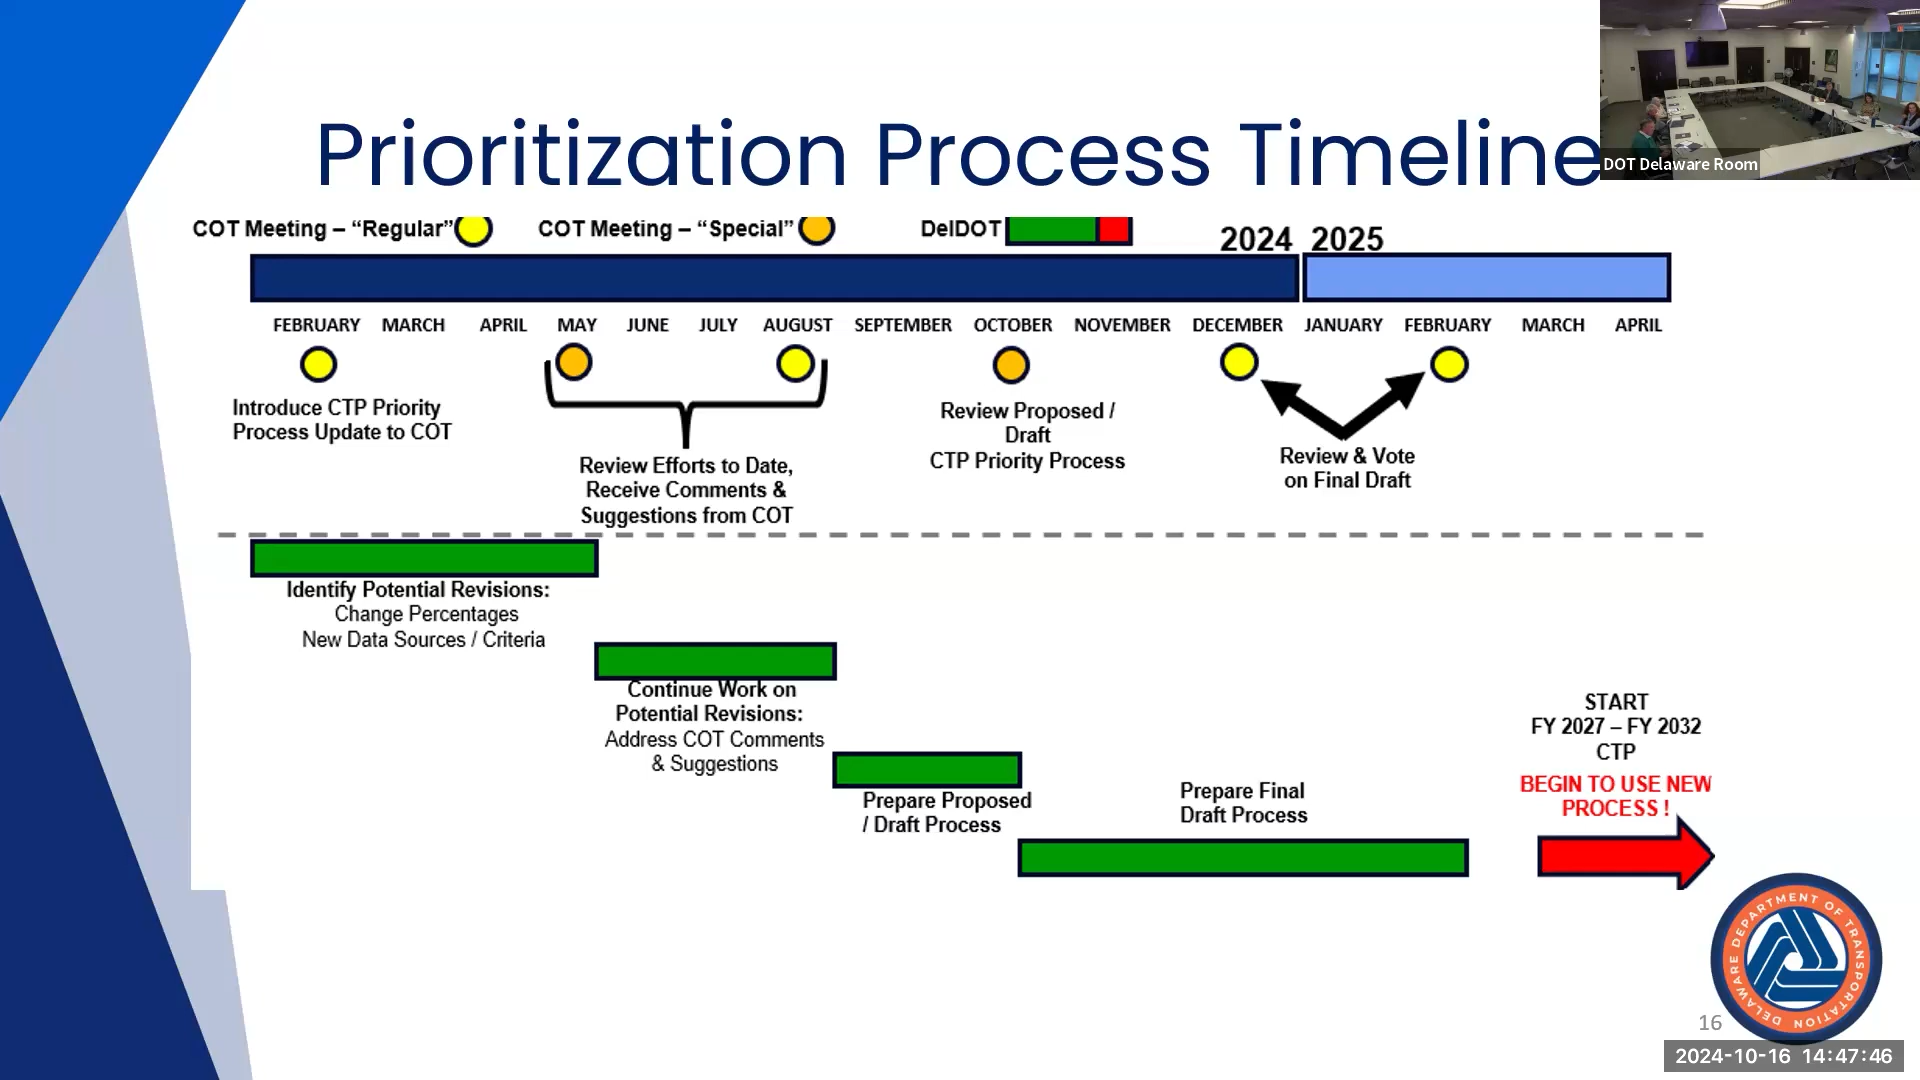 Prioritization Process Timeline
DOT Delaware Room
COT Meeting – “Regular”
COT Meeting – “Special”
DelDOT
2024 2025
FEBRUARY MARCH APRIL MAY JUNE JULY AUGUST SEPTEMBER OCTOBER NOVEMBER DECEMBER JANUARY FEBRUARY MARCH APRIL
Introduce CTP Priority
Process Update to COT
Review Efforts to Date,
Receive Comments &
Suggestions from COT
Review Proposed /
Draft
CTP Priority Process
Review & Vote
on Final Draft
Identify Potential Revisions:
Change Percentages
New Data Sources / Criteria
Continue Work on
Potential Revisions:
Address COT Comments
& Suggestions
Prepare Proposed
/ Draft Process
Prepare Final
Draft Process
START
FY 2027 – FY 2032
CTP
BEGIN TO USE NEW
PROCESS !
DELAWARE DEPARTMENT OF TRANSPORTATION
16
2024-10-16 14:47:46